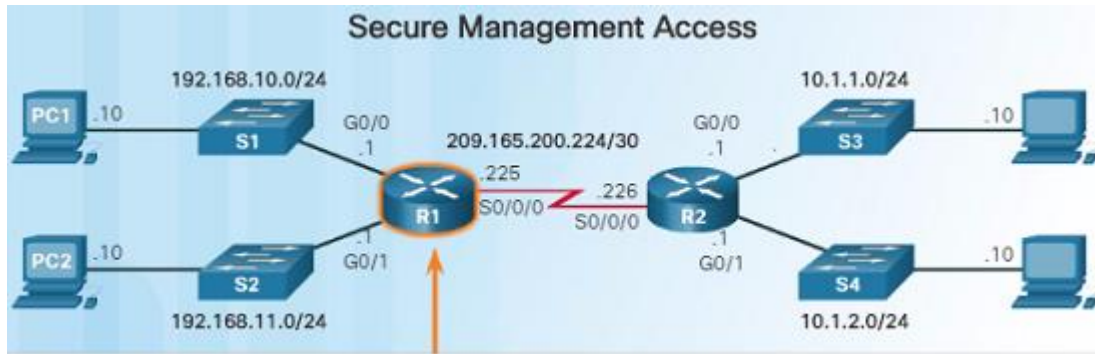 Secure Management Access
192.168.10.0/24
10.1.1.0/24
PC1
.10
S1
G0/0
.1
209.165.200.224/30
G0/0
.1
S3
.10
.225
S0/0/0
R1
.226
S0/0/0
R2
PC2
.10
S2
.1
G0/1
.1
G0/1
S4
.10
192.168.11.0/24
10.1.2.0/24